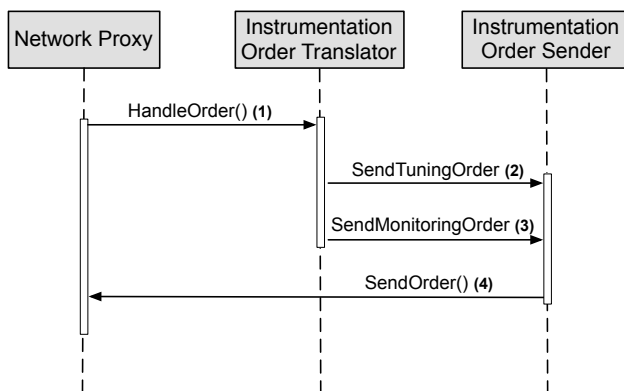 Network Proxy
Instrumentation
Order Translator
Instrumentation
Order Sender
HandleOrder() (1)
SendTuningOrder (2)
SendMonitoringOrder (3)
SendOrder() (4)